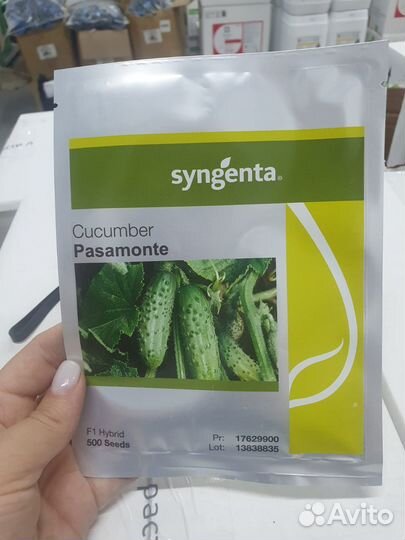 syngenta®
Cucumber
Pasamonte
F1 Hybrid
500 Seeds
Pr: 17629900
Lot: 13838835
Avito